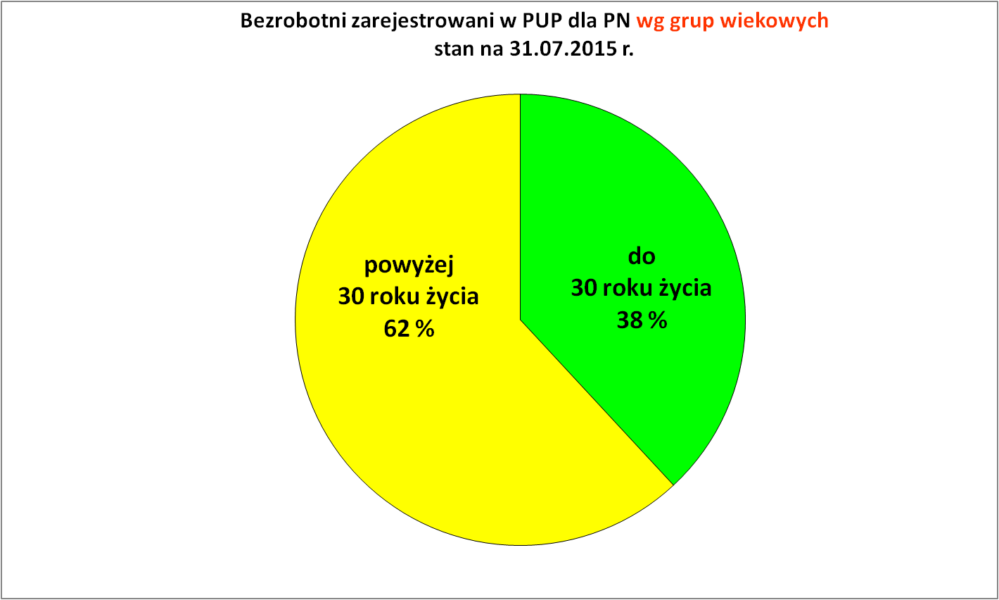 Bezrobotni zarejestrowani w PUP dla PN wg grup wiekowych
stan na 31.07.2015 r.
powyżej
30 roku życia
62 %
do
30 roku życia
38 %